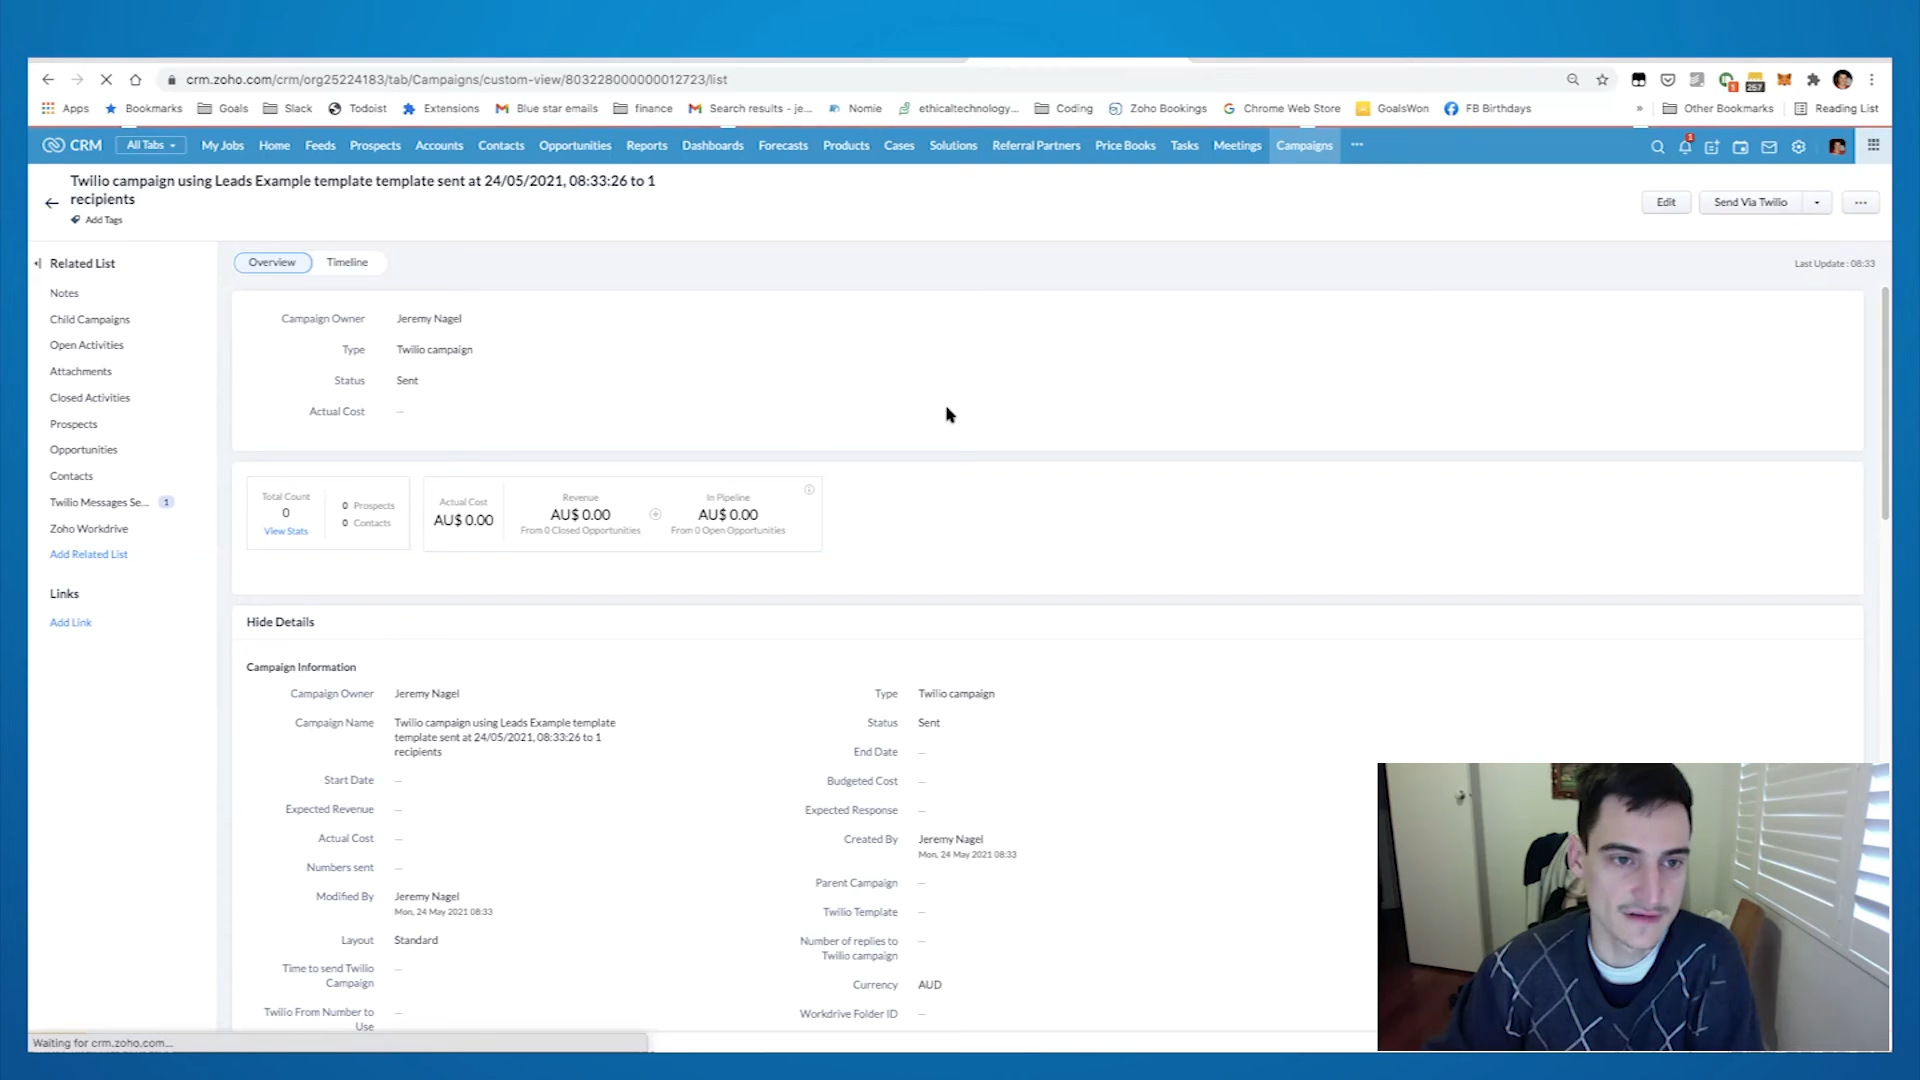 crm.zoho.com/crm/org25224183/tab/Campaigns/custom-view/803228000000012723/list
Apps Bookmarks Goals Slack Todoist Extensions Blue star emails finance Search results - je... Nomie ethicaltechnology... Coding Zoho Bookings Chrome Web Store GoalsWon FB Birthdays » Other Bookmarks Reading List
CRM All Tabs My Jobs Home Feeds Prospects Accounts Contacts Opportunities Reports Dashboards Forecasts Products Cases Solutions Referral Partners Price Books Tasks Meetings Campaigns ...
Twilio campaign using Leads Example template template sent at 24/05/2021, 08:33:26 to 1
recipients
Add Tags
Edit Send Via Twilio ...
Related List
Notes
Child Campaigns
Open Activities
Attachments
Closed Activities
Prospects
Opportunities
Contacts
Twilio Messages Se... 1
Zoho Workdrive
Add Related List
Links
Add Link
Overview Timeline
Last Update : 08:33
Campaign Owner Jeremy Nagel
Type Twilio campaign
Status Sent
Actual Cost —
Total Count
0
View Stats
0 Prospects
0 Contacts
Actual Cost
AU$ 0.00
Revenue
AU$ 0.00
From 0 Closed Opportunities
In Pipeline
AU$ 0.00
From 0 Open Opportunities
Hide Details
Campaign Information
Campaign Owner Jeremy Nagel
Campaign Name Twilio campaign using Leads Example template
template sent at 24/05/2021, 08:33:26 to 1
recipients
Start Date —
Expected Revenue —
Actual Cost —
Numbers sent —
Modified By Jeremy Nagel
Mon, 24 May 2021 08:33
Layout Standard
Time to send Twilio
Campaign —
Twilio From Number to
Use —
Type Twilio campaign
Status Sent
End Date —
Budgeted Cost —
Expected Response —
Created By Jeremy Nagel
Mon, 24 May 2021 08:33
Parent Campaign —
Twilio Template —
Number of replies to
Twilio campaign —
Currency AUD
Workdrive Folder ID —
Waiting for crm.zoho.com...
257
1
1